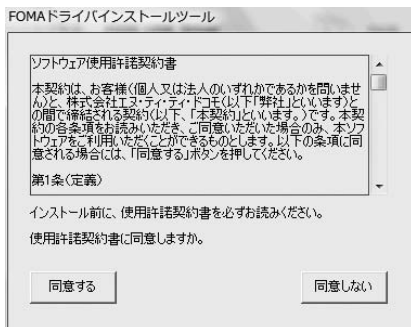 FOMAドライバインストールツール
ソフトウェア使用許諾契約書
本契約は、お客様(個人又は法人のいずれかであるかを問いませ
ん)と、株式会社エヌ・ティ・ティ・ドコモ(以下「弊社」といいます)と
の間で締結される契約(以下、「本契約」といいます。)です。本契
約の各条項をお読みいただき、ご同意いただいた場合のみ、本ソフ
トウェアをご利用いただくことができるものとします。以下の条項に同
意される場合には、「同意する」ボタンを押してください。
第1条(定義)
インストール前に、使用許諾契約書を必ずお読みください。
使用許諾契約書に同意しますか。
同意する
同意しない